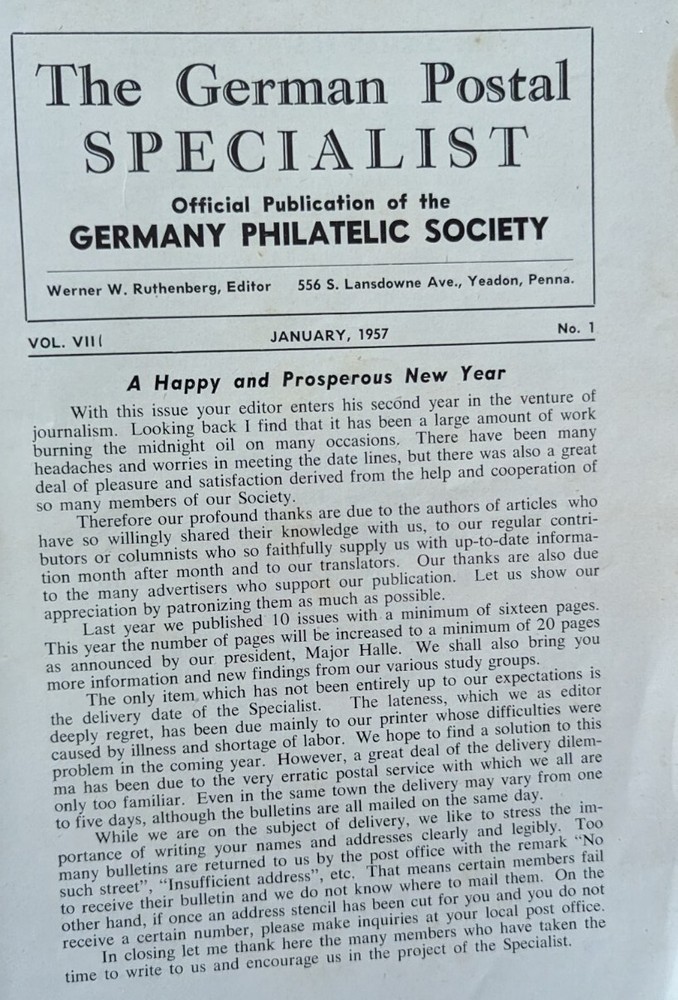 The German Postal
SPECIALIST
Official Publication of the
GERMANY PHILATELIC SOCIETY
Werner W. Ruthenberg, Editor 556 S. Lansdowne Ave., Yeadon, Penna.
VOL. VIII JANUARY, 1957 No. 1
A Happy and Prosperous New Year
With this issue your editor enters his second year in the venture of
journalism. Looking back I find that it has been a large amount of work
burning the midnight oil on many occasions. There have been many
headaches and worries in meeting the date lines, but there was also a great
deal of pleasure and satisfaction derived from the help and cooperation of
so many members of our Society.
Therefore our profound thanks are due to the authors of articles who
have so willingly shared their knowledge with us, to our regular contri-
butors or columnists who so faithfully supply us with up-to-date informa-
tion month after month and to our translators. Our thanks are also due
to the many advertisers who support our publication. Let us show our
appreciation by patronizing them as much as possible.
Last year we published 10 issues with a minimum of sixteen pages.
This year the number of pages will be increased to a minimum of 20 pages
as announced by our president, Major Halle. We shall also bring you
more information and new findings from our various study groups.
The only item which has not been entirely up to our expectations is
the delivery date of the Specialist. The lateness, which we as editor
deeply regret, has been due mainly to our printer whose difficulties were
caused by illness and shortage of labor. We hope to find a solution to this
problem in the coming year. However, a great deal of the delivery dilem-
ma has been due to the very erratic postal service with which we all are
only too familiar. Even in the same town the delivery may vary from one
to five days, although the bulletins are all mailed on the same day.
While we are on the subject of delivery, we like to stress the im-
portance of writing your names and addresses clearly and legibly. Too
many bulletins are returned to us by the post office with the remark "No
such street", "Insufficient address", etc. That means certain members fail
to receive their bulletin and we do not know where to mail them. On the
other hand, if once an address stencil has been cut for you and you do not
receive a certain number, please make inquiries at your local post office.
In closing let me thank here the many members who have taken the
time to write to us and encourage us in the project of the Specialist.